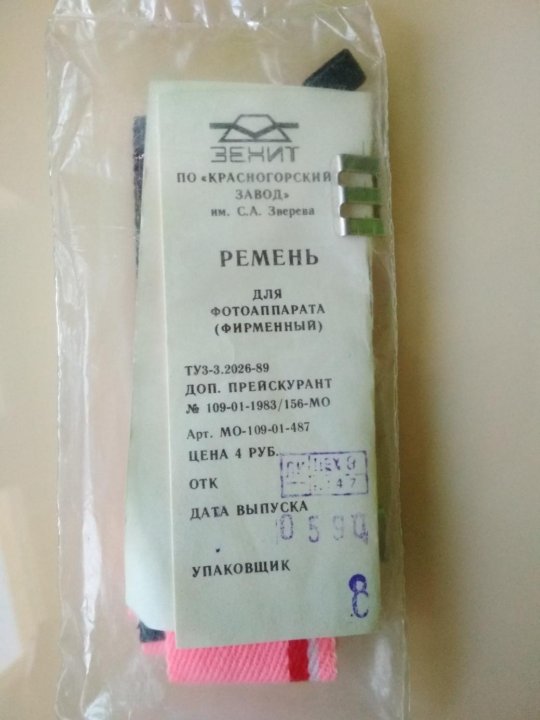 ЗЕНИТ
ПО «КРАСНОГОРСКИЙ
ЗАВОД»
им. С.А. Зверева
РЕМЕНЬ
ДЛЯ
ФОТОАППАРАТА
(ФИРМЕННЫЙ)
ТУ3-3.2026-89
ДОП. ПРЕЙСКУРАНТ
№ 109-01-1983/156-МО
Арт. МО-109-01-487
ЦЕНА 4 РУБ.
ОТК
ДАТА ВЫПУСКА
0590
УПАКОВЩИК
8